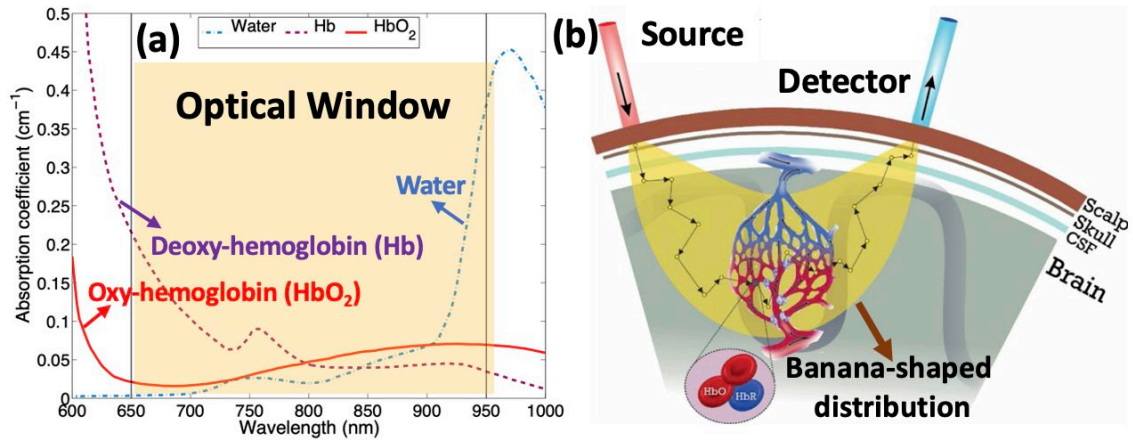 (a)
Water Hb HbO₂
0.5
0.45
0.4
0.35
0.3
0.25
0.2
0.15
0.1
0.05
0
Absorption coefficient (cm⁻¹)
Optical Window
Water
Deoxy-hemoglobin (Hb)
Oxy-hemoglobin (HbO₂)
600 650 700 750 800 850 900 950 1000
Wavelength (nm)
(b)
Source
Detector
Scalp
Skull
CSF
Brain
HbO
HbR
Banana-shaped
distribution